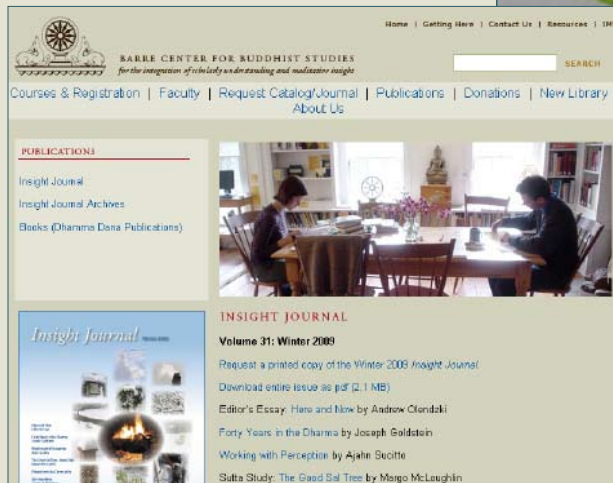 Home | Getting Here | Contact Us | Resources |
BARRE CENTER FOR BUDDHIST STUDIES
for the integration of scholarly understanding and meditative insight
SEARCH
Courses & Registration | Faculty | Request Catalog/Journal | Publications | Donations | New Library
About Us
PUBLICATIONS
Insight Journal
Insight Journal Archives
Books (Dhamma Dana Publications)
Insight Journal
INSIGHT JOURNAL
Volume 31: Winter 2009
Request a printed copy of the Winter 2009 Insight Journal
Download entire issue as pdf (2.1 MB)
Editor's Essay: Here and Now by Andrew Olendzki
Forty Years in the Dharma by Joseph Goldstein
Working with Perception by Ajahn Sucitto
Sutta Study: The Good Sal Tree by Margo McLoughlin